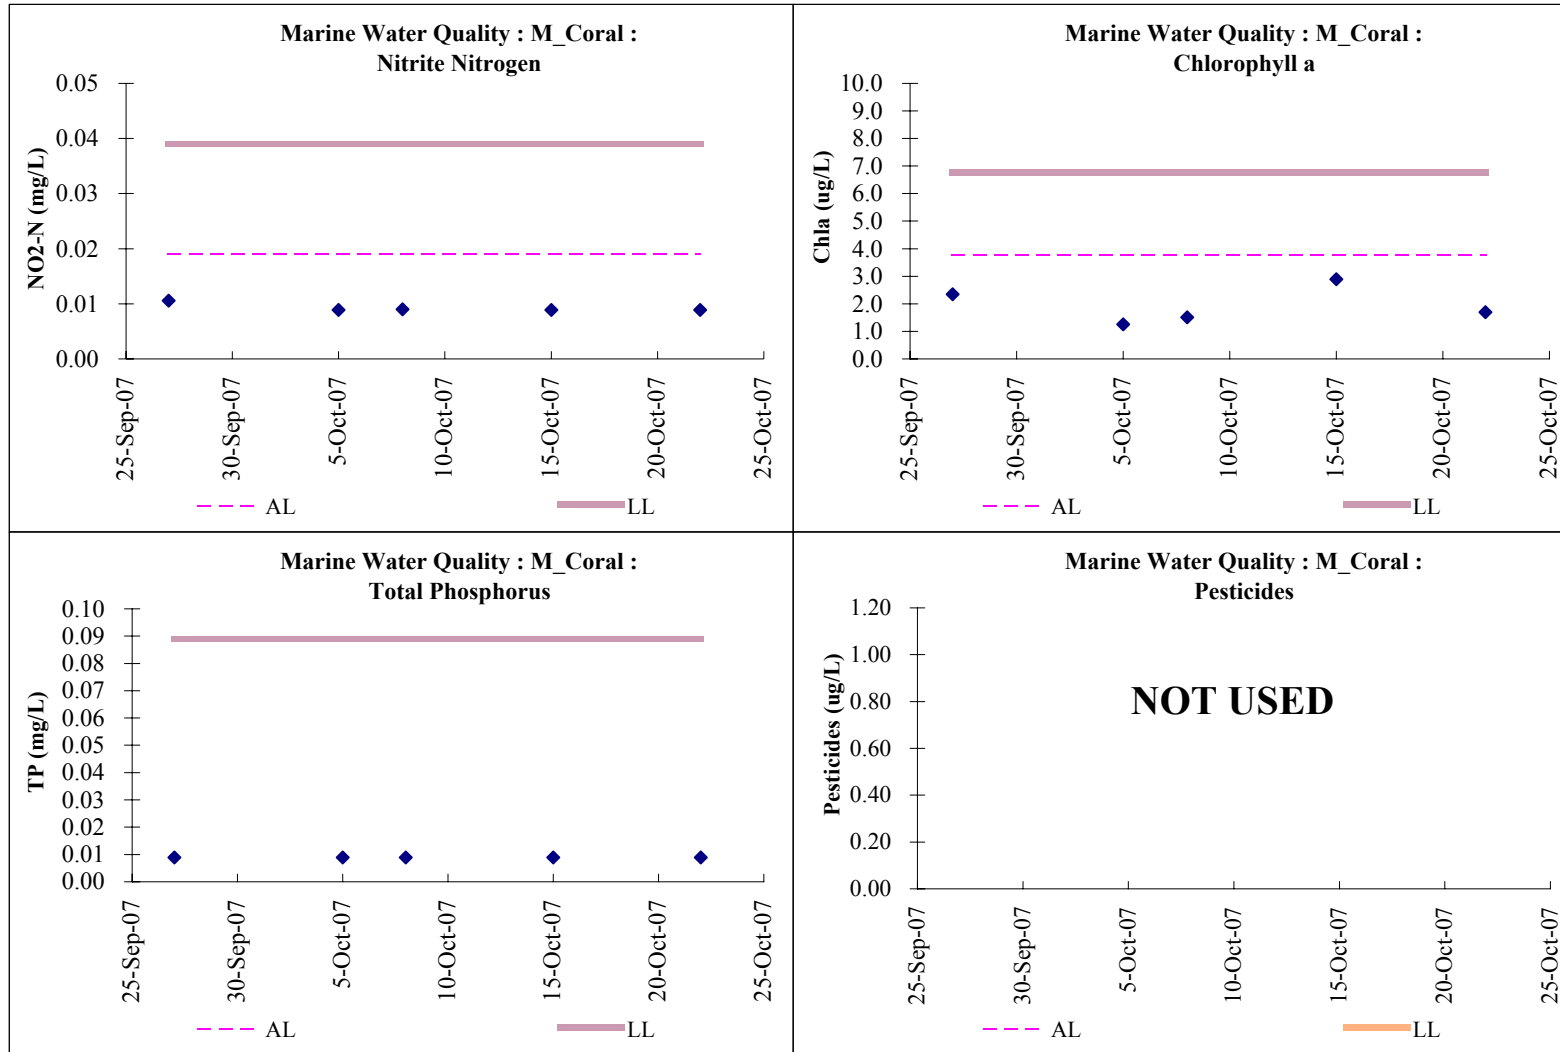 Marine Water Quality : M_Coral :
Nitrite Nitrogen
NO2-N (mg/L)
0.05
0.04
0.03
0.02
0.01
0.00
25-Sep-07
30-Sep-07
5-Oct-07
10-Oct-07
15-Oct-07
20-Oct-07
25-Oct-07
AL
LL
Marine Water Quality : M_Coral :
Chlorophyll a
Chla (ug/L)
10.0
9.0
8.0
7.0
6.0
5.0
4.0
3.0
2.0
1.0
0.0
25-Sep-07
30-Sep-07
5-Oct-07
10-Oct-07
15-Oct-07
20-Oct-07
25-Oct-07
AL
LL
Marine Water Quality : M_Coral :
Total Phosphorus
TP (mg/L)
0.10
0.09
0.08
0.07
0.06
0.05
0.04
0.03
0.02
0.01
0.00
25-Sep-07
30-Sep-07
5-Oct-07
10-Oct-07
15-Oct-07
20-Oct-07
25-Oct-07
AL
LL
Marine Water Quality : M_Coral :
Pesticides
Pesticides (ug/L)
1.20
1.00
0.80
0.60
0.40
0.20
0.00
NOT USED
25-Sep-07
30-Sep-07
5-Oct-07
10-Oct-07
15-Oct-07
20-Oct-07
25-Oct-07
AL
LL